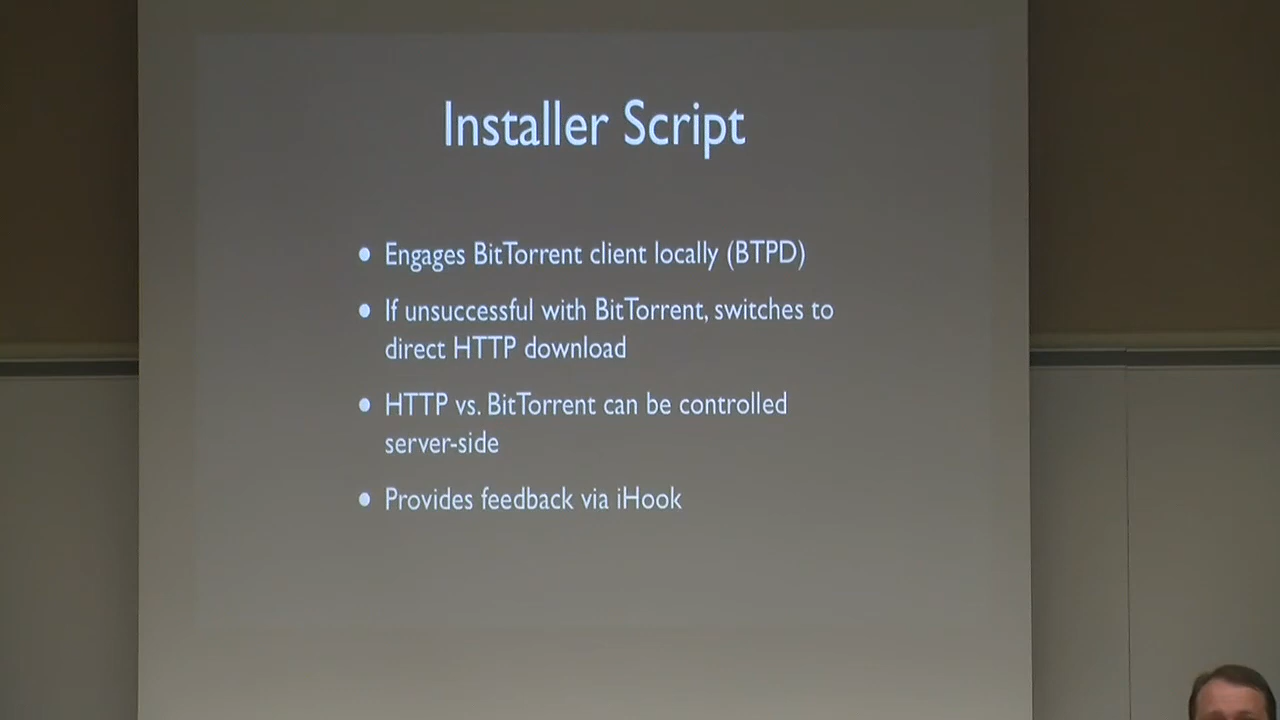 Installer Script
• Engages BitTorrent client locally (BTPD)
• If unsuccessful with BitTorrent, switches to
direct HTTP download
• HTTP vs. BitTorrent can be controlled
server-side
• Provides feedback via iHook